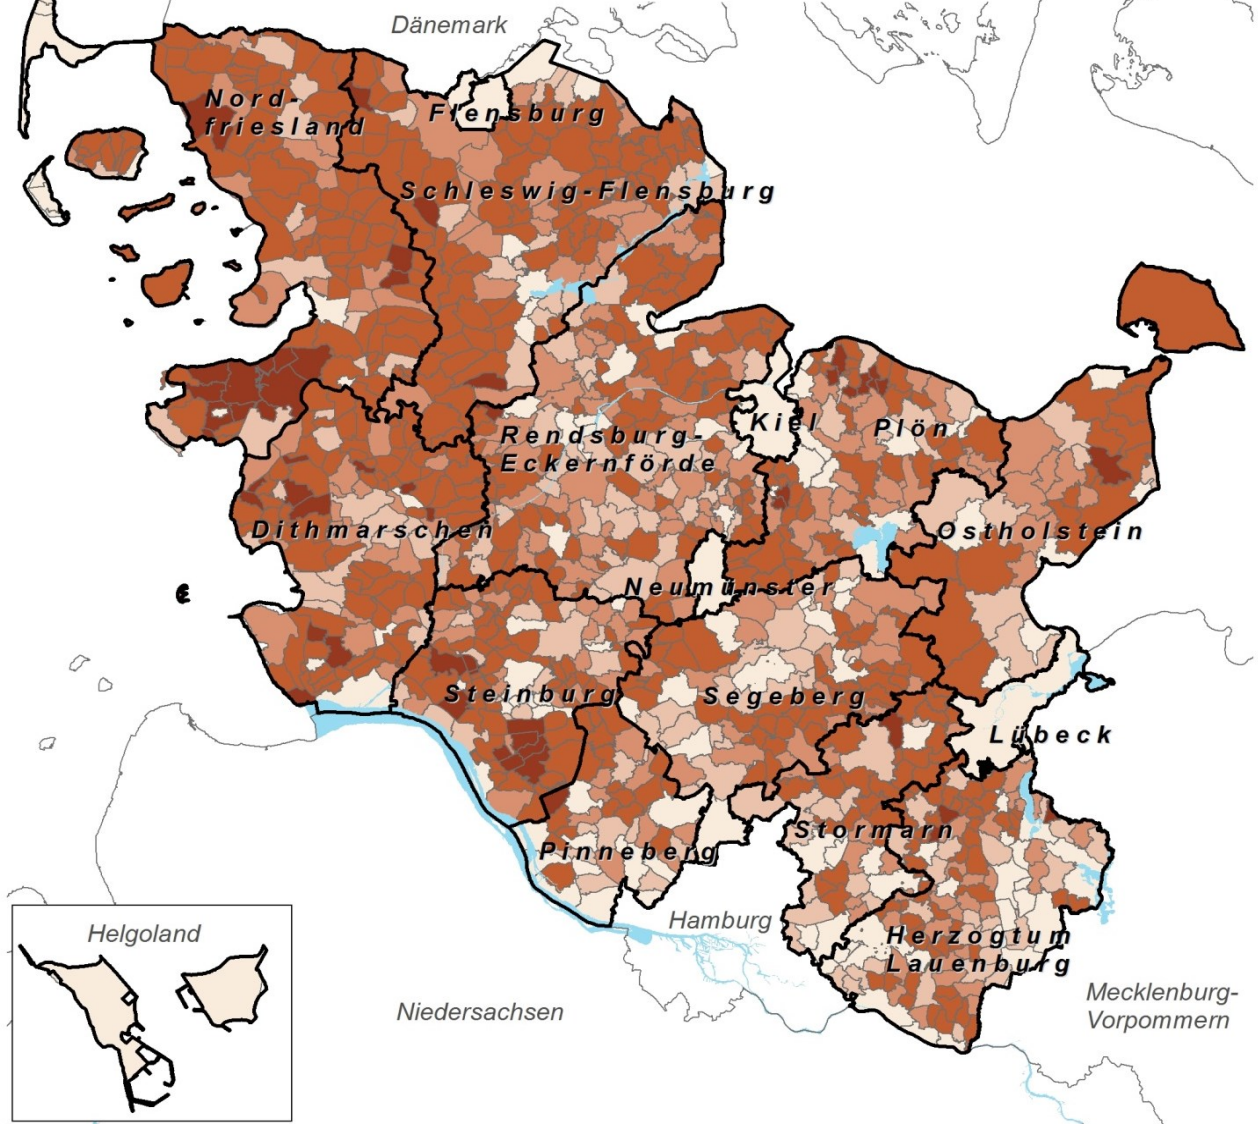 Dänemark
Nord-
friesland
Flensburg
Schleswig-Flensburg
Kiel
Plön
Rendsburg-
Eckernförde
Dithmarschen
Ostholstein
Neumünster
Steinburg
Segeberg
Lübeck
Stormarn
Pinneberg
Hamburg
Helgoland
Herzogtum
Lauenburg
Niedersachsen
Mecklenburg-
Vorpommern